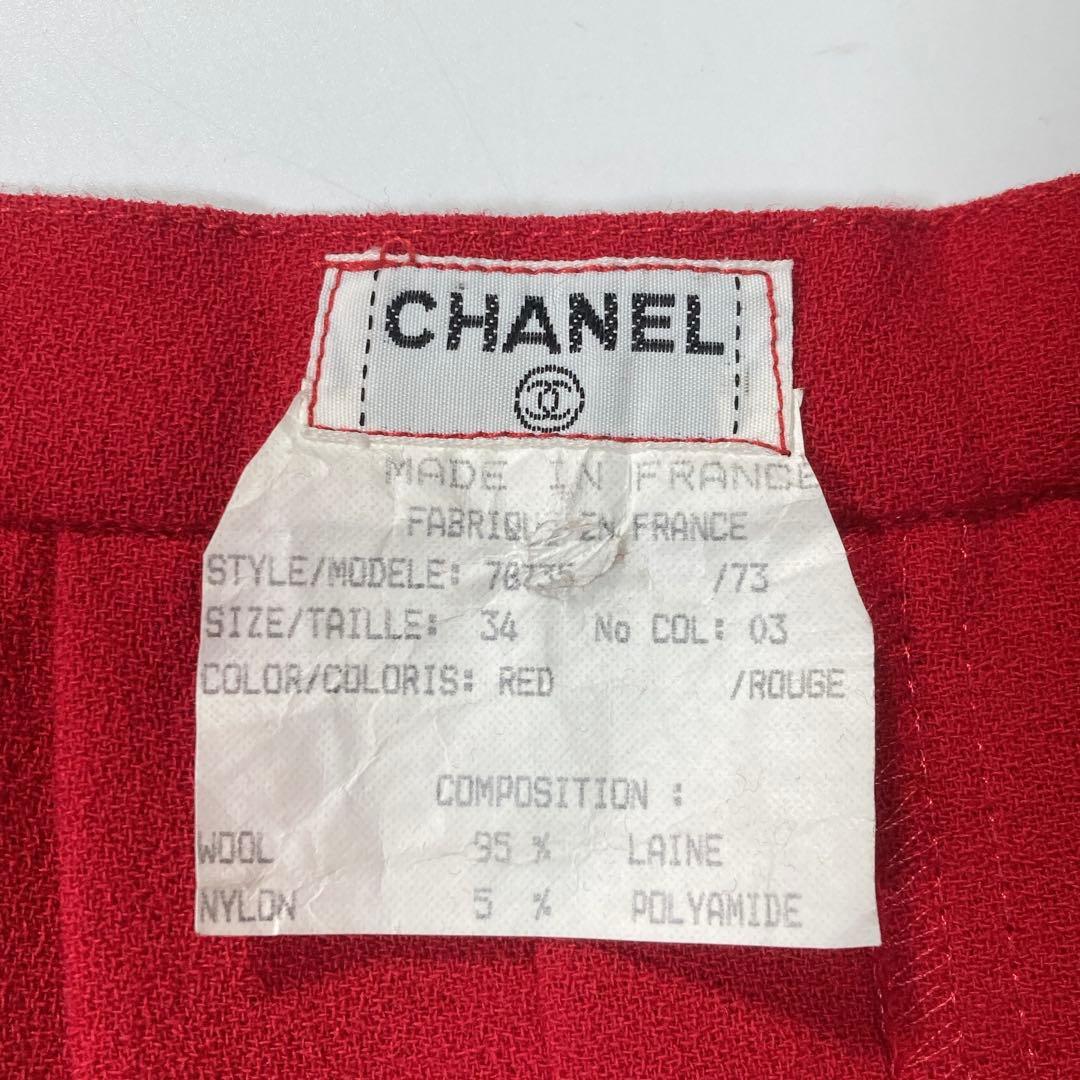 CHANEL
MADE IN FRANCE
FABRIQUE EN FRANCE
STYLE/MODELE: /73
SIZE/TAILLE: 34 No COL: 03
COLOR/COLORIS: RED /ROUGE
COMPOSITION :
WOOL 95 % LAINE
NYLON 5 % POLYAMIDE